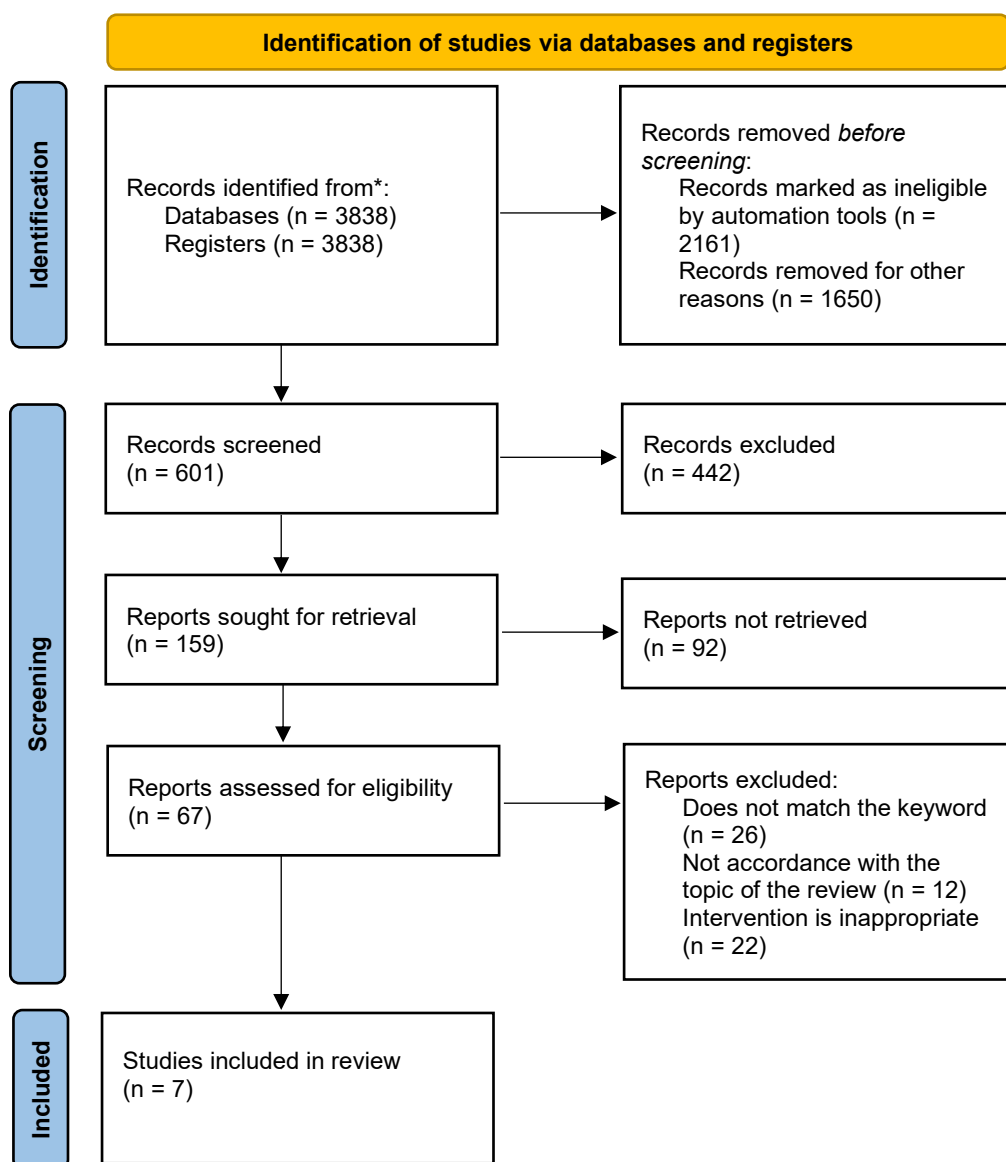 Identification of studies via databases and registers
Identification
Records identified from*:
Databases (n = 3838)
Registers (n = 3838)
Records removed before
screening:
Records marked as ineligible
by automation tools (n =
2161)
Records removed for other
reasons (n = 1650)
Screening
Records screened
(n = 601)
Records excluded
(n = 442)
Reports sought for retrieval
(n = 159)
Reports not retrieved
(n = 92)
Reports assessed for eligibility
(n = 67)
Reports excluded:
Does not match the keyword
(n = 26)
Not accordance with the
topic of the review (n = 12)
Intervention is inappropriate
(n = 22)
Included
Studies included in review
(n = 7)